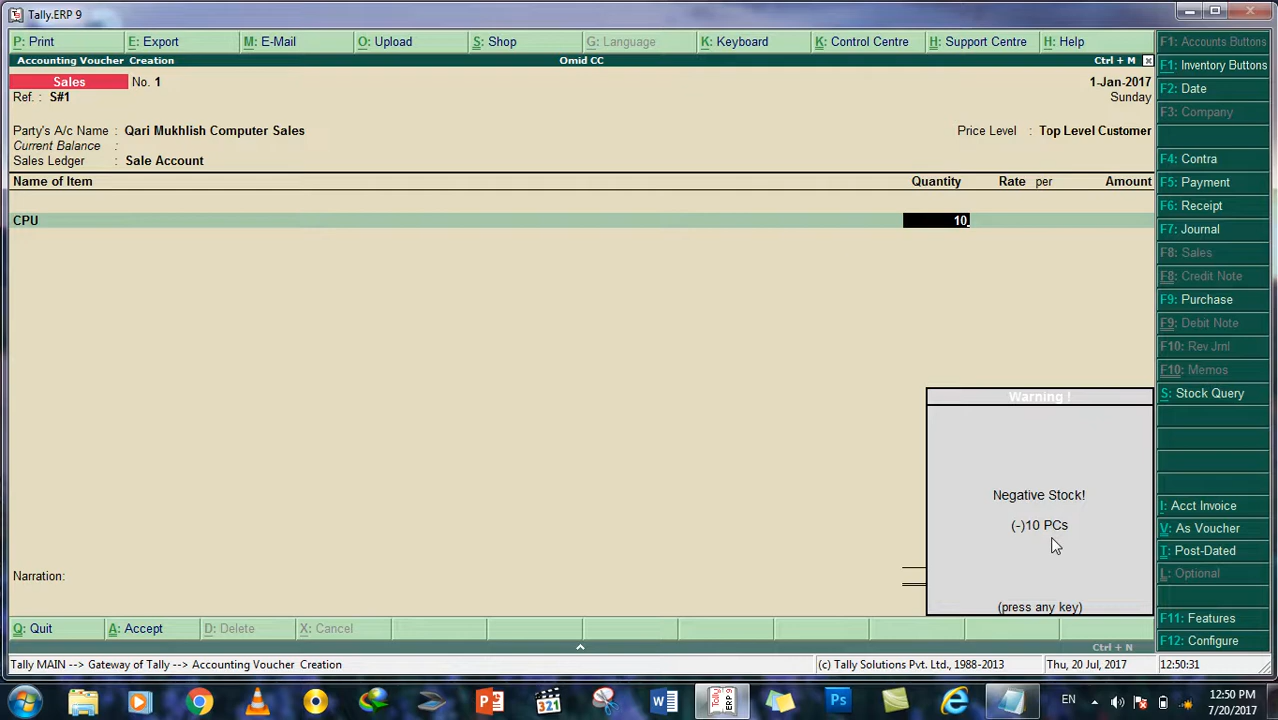 Tally.ERP 9
P: Print E: Export M: E-Mail O: Upload S: Shop G: Language K: Keyboard K: Control Centre H: Support Centre H: Help F1: Accounts Buttons
Accounting Voucher Creation Omid CC Ctrl + M F1: Inventory Buttons
Sales No. 1 1-Jan-2017 F2: Date
Ref. : S#1 Sunday
F3: Company
Party's A/c Name : Qari Mukhlish Computer Sales Price Level : Top Level Customer
Current Balance :
Sales Ledger : Sale Account F4: Contra
Name of Item Quantity Rate per Amount F5: Payment
F6: Receipt
CPU 10
F7: Journal
F8: Sales
F8: Credit Note
F9: Purchase
F9: Debit Note
F10: Rev Jrnl
F10: Memos
S: Stock Query
Warning !
Negative Stock!
I: Acct Invoice
(-)10 PCs V: As Voucher
T: Post-Dated
Narration: L: Optional
(press any key)
F11: Features
Q: Quit A: Accept D: Delete X: Cancel
F12: Configure
Ctrl + N
Tally MAIN --> Gateway of Tally --> Accounting Voucher Creation (c) Tally Solutions Pvt. Ltd., 1988-2013 Thu, 20 Jul, 2017 12:50:31
321 Tally ERP 9 Ps EN 12:50 PM
7/20/2017